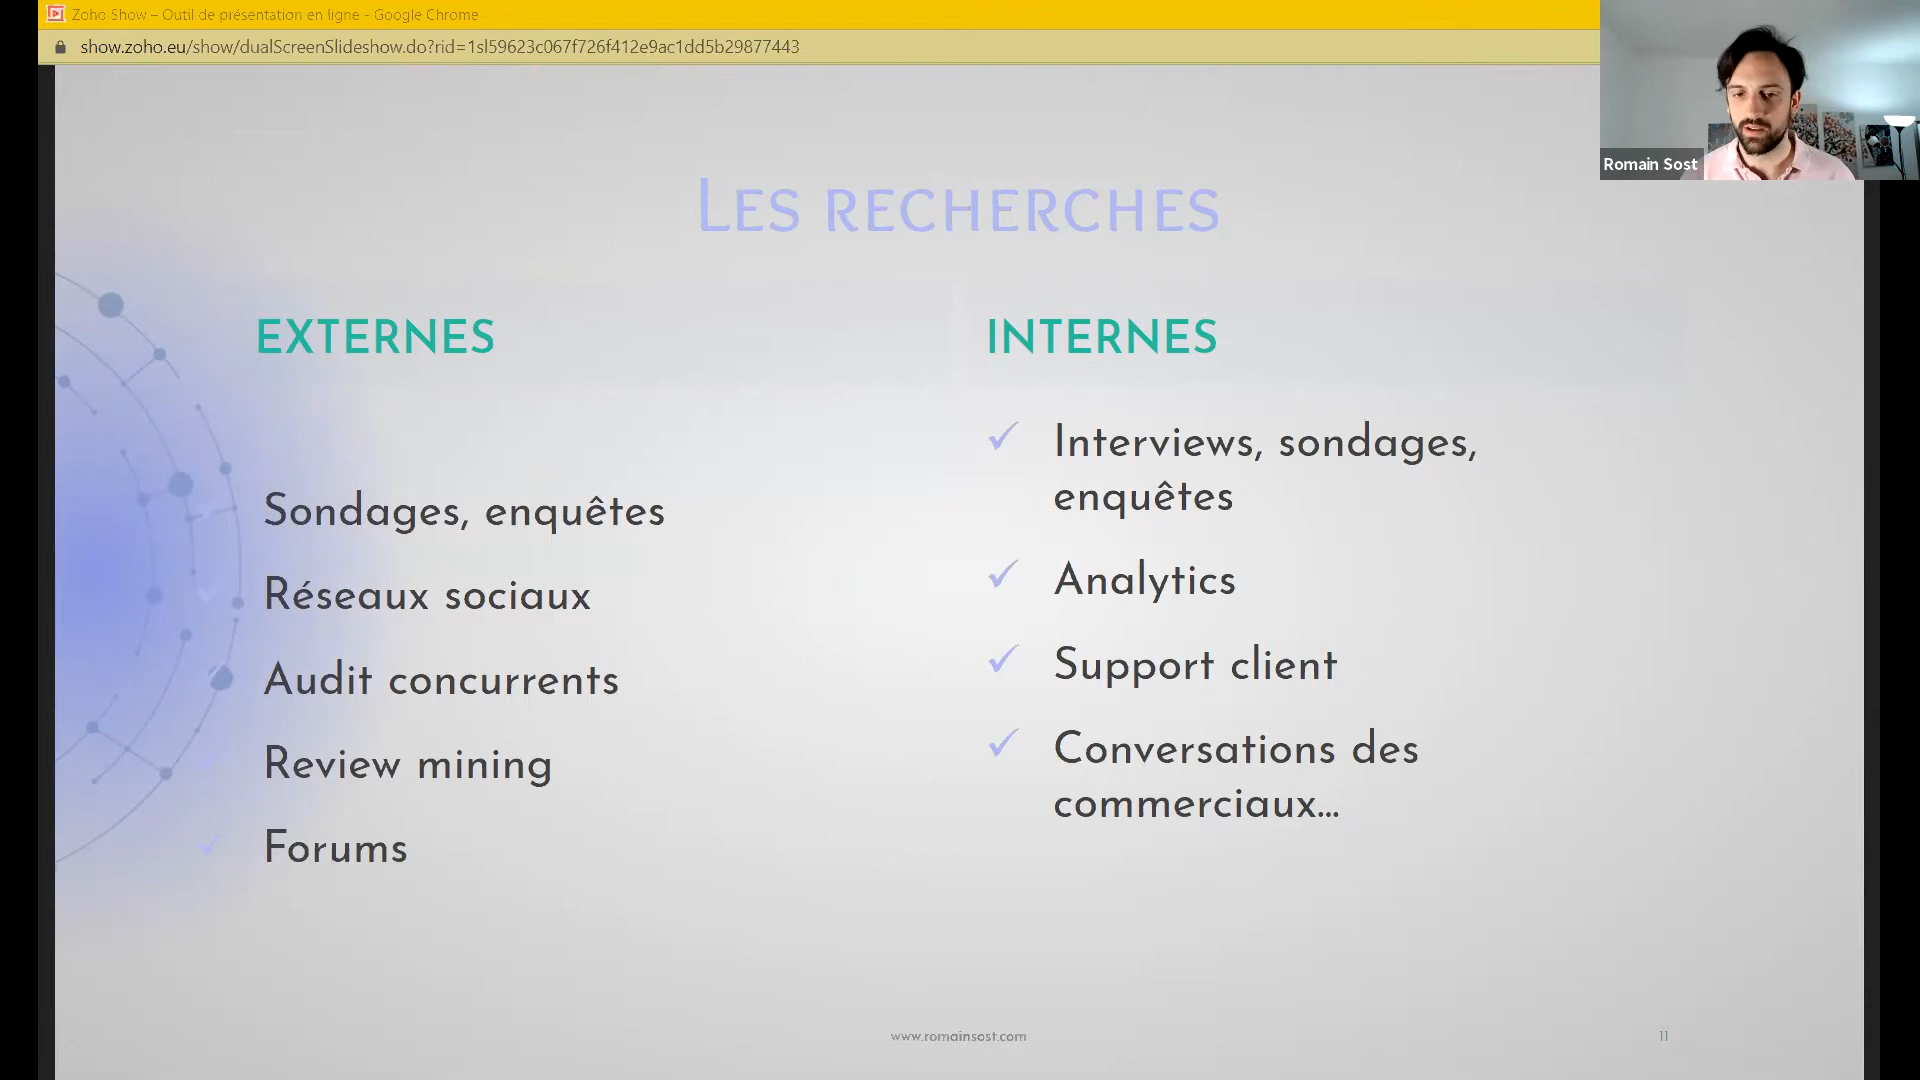 Zoho Show – Outil de présentation en ligne - Google Chrome
show.zoho.eu/show/dualScreenSlideshow.do?rid=1sl59623c067f726f412e9ac1dd5b29877443
Romain Sost
Les recherches
EXTERNES
Sondages, enquêtes
Réseaux sociaux
Audit concurrents
Review mining
Forums
INTERNES
Interviews, sondages,
enquêtes
Analytics
Support client
Conversations des
commerciaux...
www.romainsost.com
11